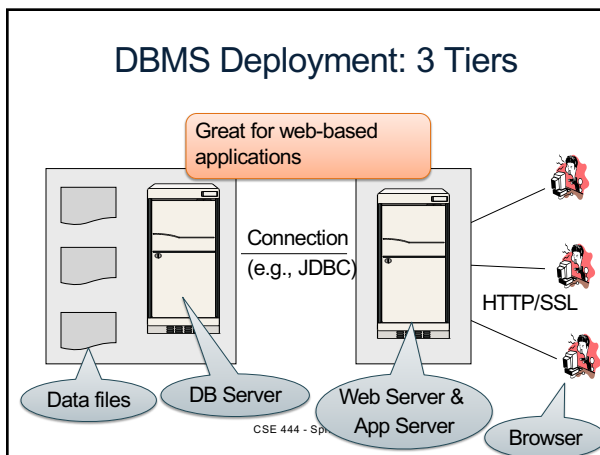 DBMS Deployment: 3 Tiers
Great for web-based
applications
Connection
(e.g., JDBC)
HTTP/SSL
Data files
DB Server
Web Server &
App Server
Browser
CSE 444 -